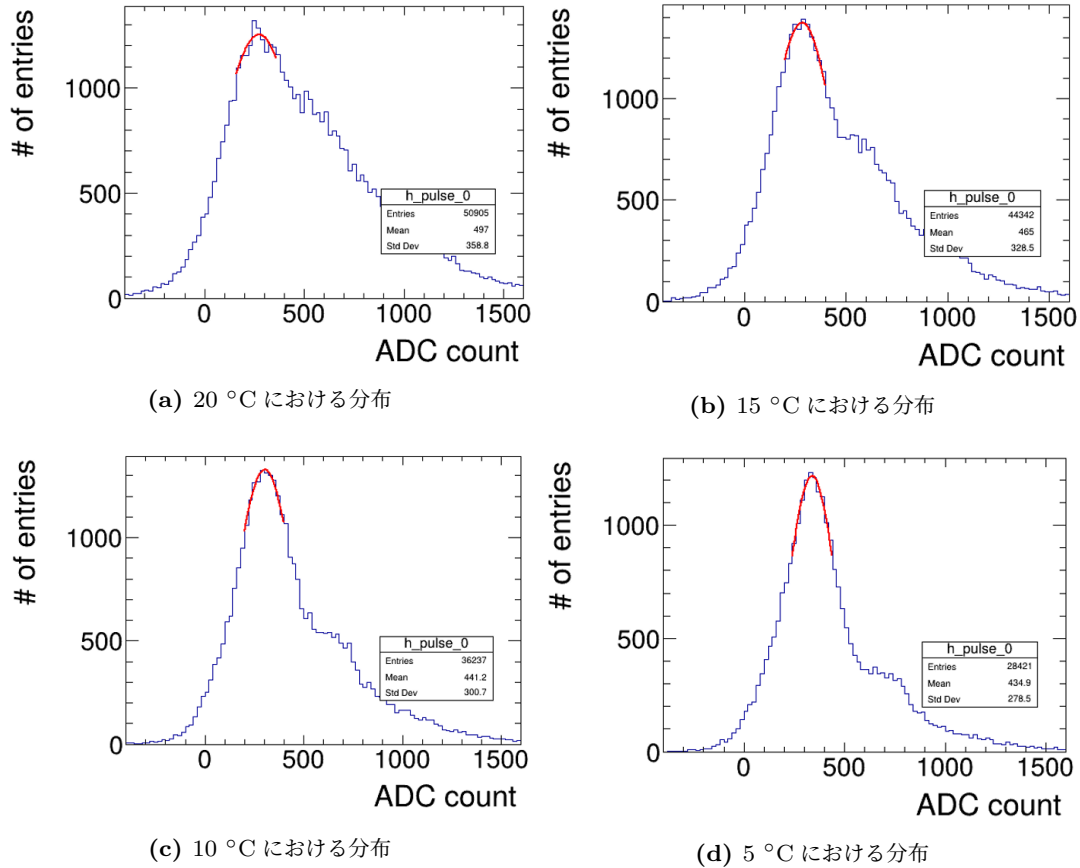 # of entries
1000
500
0
h_pulse_0
Entries 50905
Mean 497
Std Dev 358.8
0 500 1000 1500
ADC count
(a) 20 °C における分布
# of entries
1000
500
0
h_pulse_0
Entries 44342
Mean 465
Std Dev 328.5
0 500 1000 1500
ADC count
(b) 15 °C における分布
# of entries
1000
500
0
h_pulse_0
Entries 36237
Mean 441.2
Std Dev 300.7
0 500 1000 1500
ADC count
(c) 10 °C における分布
# of entries
1000
500
0
h_pulse_0
Entries 28421
Mean 434.9
Std Dev 278.5
0 500 1000 1500
ADC count
(d) 5 °C における分布